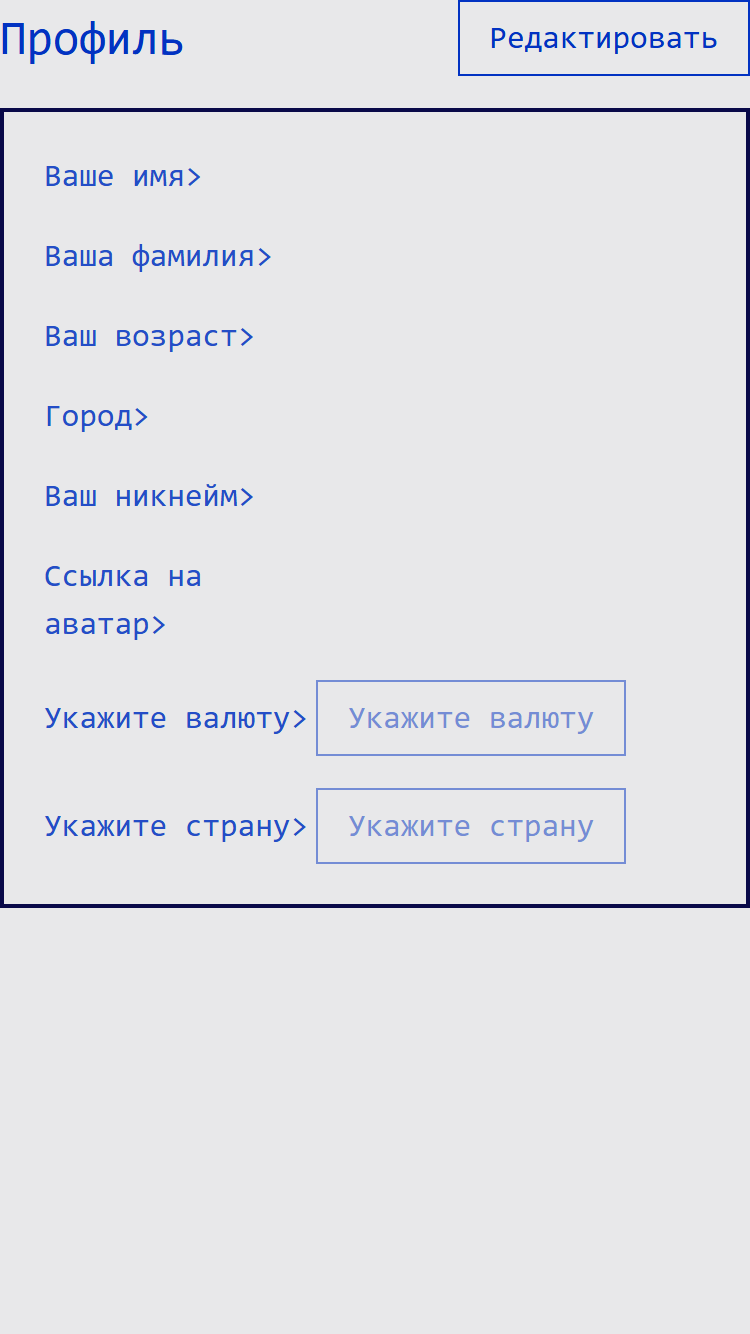 Профиль
Редактировать
Ваше имя>
Ваша фамилия>
Ваш возраст>
Город>
Ваш никнейм>
Ссылка на
аватар>
Укажите валюту>
Укажите валюту
Укажите страну>
Укажите страну